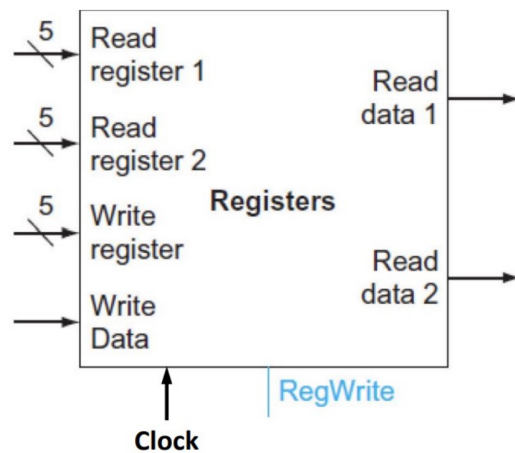 5
Read
register 1
5
Read
register 2
5
Write
register
Write
Data
Registers
Read
data 1
Read
data 2
RegWrite
Clock